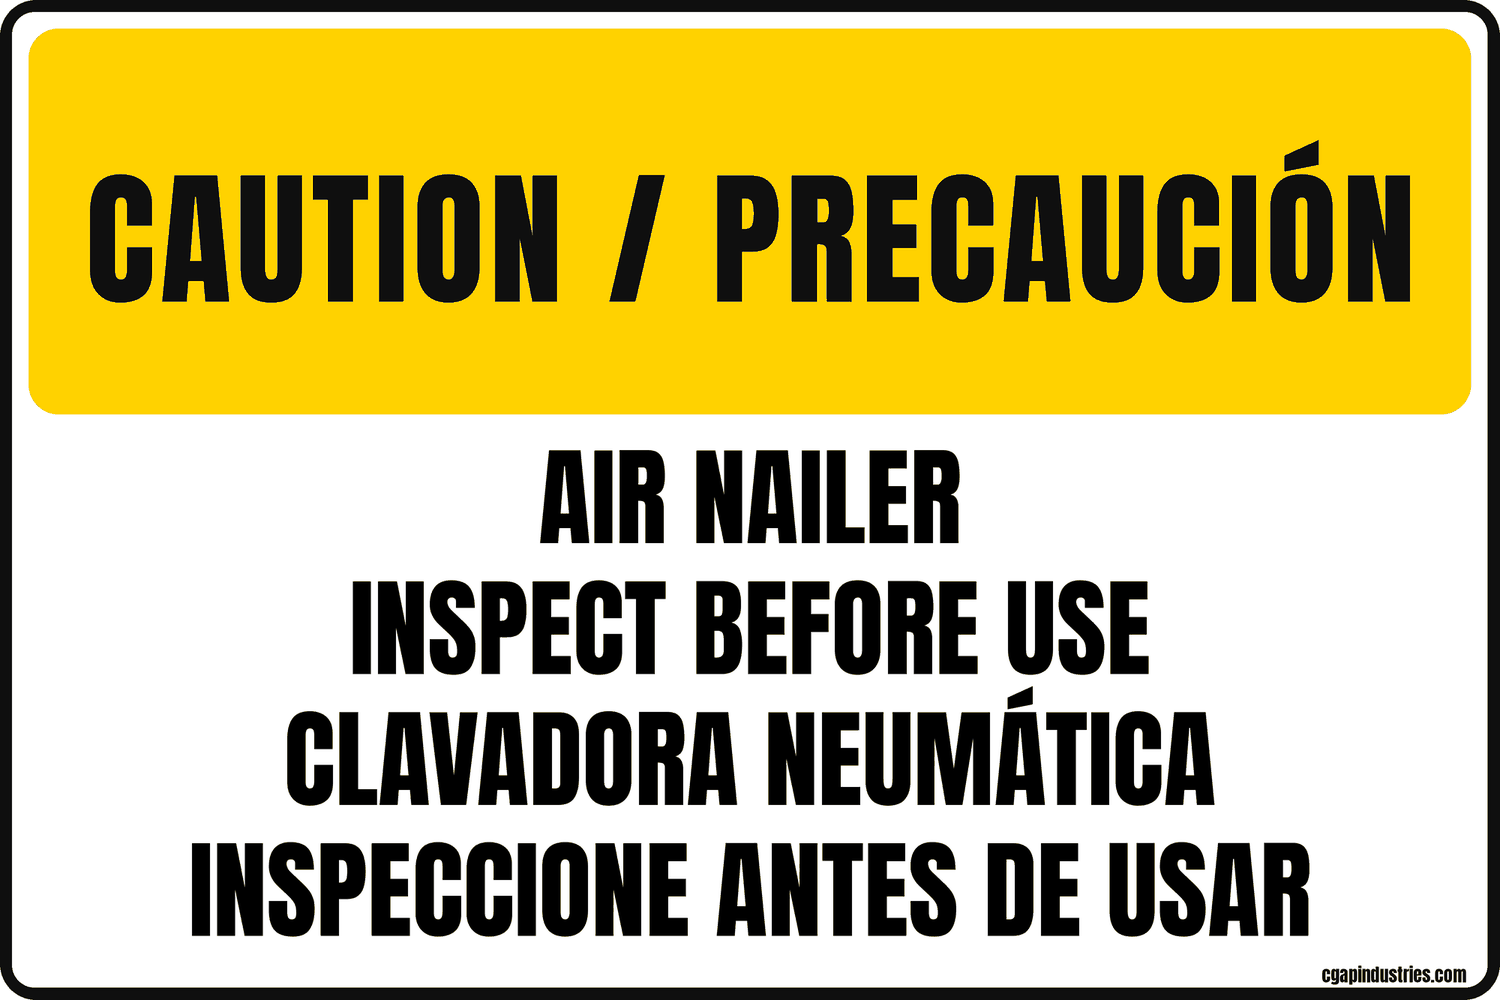 CAUTION / PRECAUCIÓN
AIR NAILER
INSPECT BEFORE USE
CLAVADORA NEUMÁTICA
INSPECCIONE ANTES DE USAR
cgapindustries.com